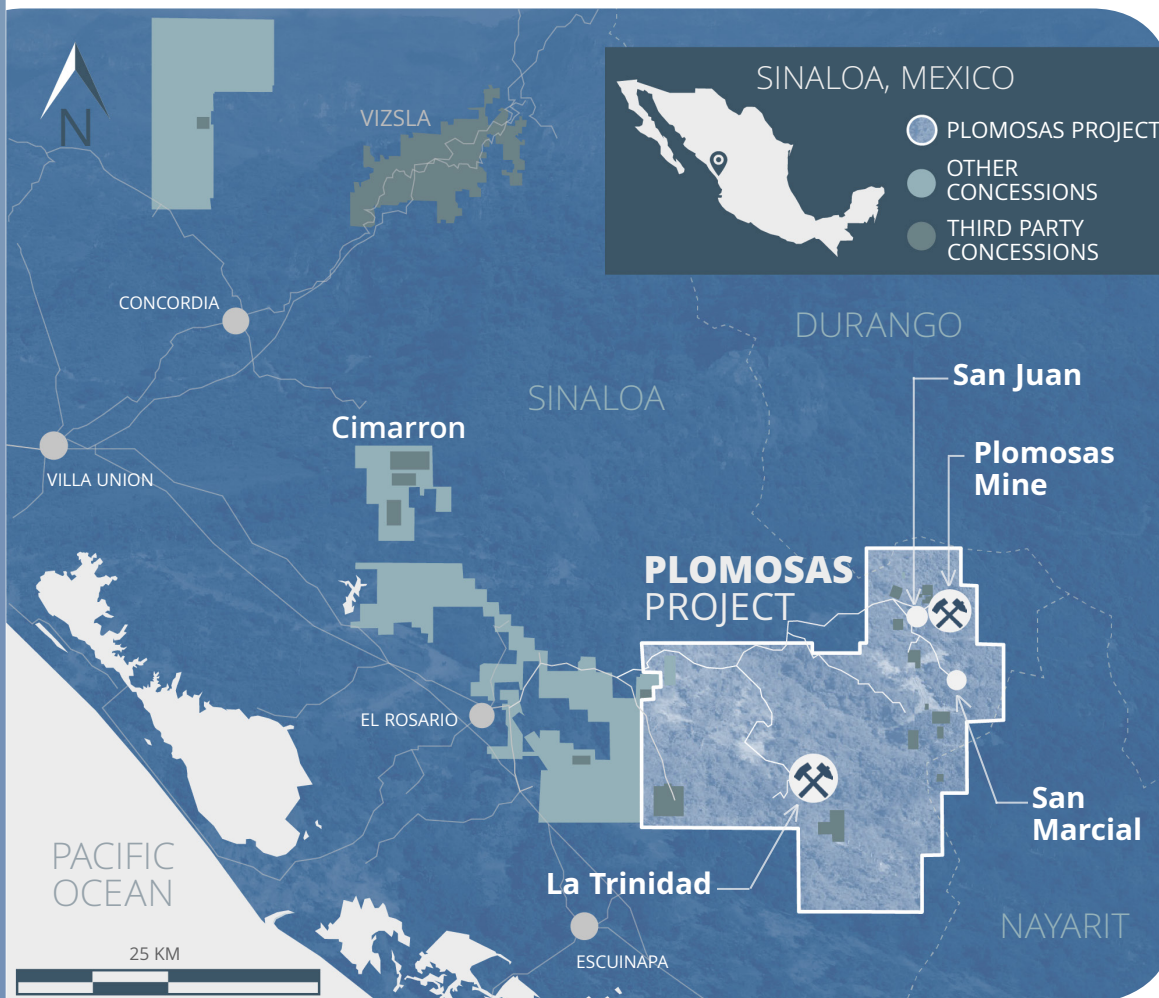 N
VIZSLA
SINALOA, MEXICO
PLOMOSAS PROJECT
OTHER
CONCESSIONS
THIRD PARTY
CONCESSIONS
CONCORDIA
DURANGO
SINALOA
San Juan
Cimarron
Plomosas
Mine
VILLA UNION
PLOMOSAS
PROJECT
EL ROSARIO
San
Marcial
PACIFIC
OCEAN
La Trinidad
NAYARIT
25 KM
ESCUINAPA